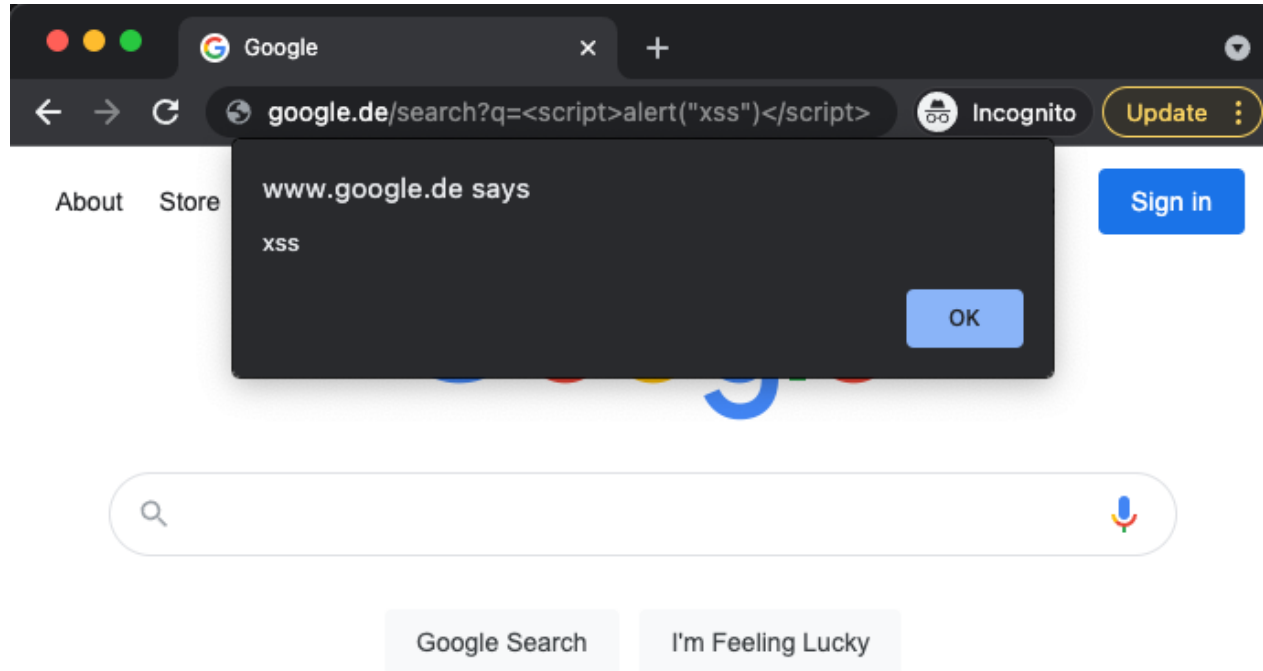 Google
google.de/search?q=<script>alert("xss")</script>
Incognito
Update
About Store
www.google.de says
xss
OK
Sign in
Google Search I'm Feeling Lucky